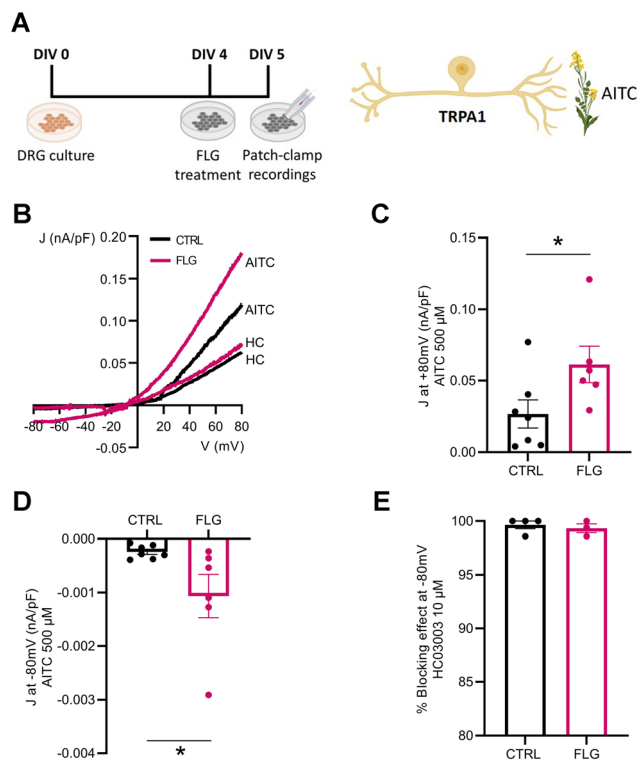 A
DIV 0
DIV 4
DIV 5
DRG culture
FLG
treatment
Patch-clamp
recordings
TRPA1
AITC
B
J (nA/pF)
0.20
0.15
0.10
0.05
-0.05
-80 -60 -40 -20
0 20 40 60 80
V (mV)
CTRL
FLG
AITC
AITC
HC
HC
C
J at +80mV (nA/pF)
AITC 500 µM
0.15
0.10
0.05
0.00
*
CTRL
FLG
D
CTRL
FLG
J at -80mV (nA/pF)
AITC 500 µM
0.000
-0.001
-0.002
-0.003
-0.004
*
E
% Blocking effect at -80mV
HC03003 10 µM
100
95
90
85
80
CTRL
FLG